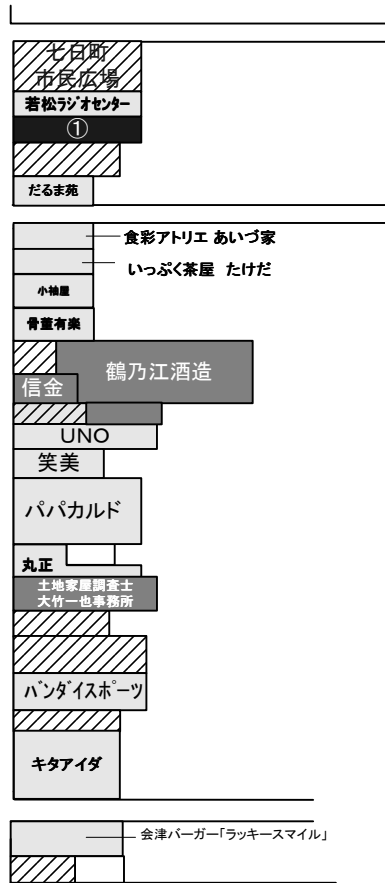 七日町
市民広場
若松ラジオセンター
①
だるま苑
食彩アトリエ あいづ家
いっぷく茶屋 たけだ
小袖屋
骨董有楽
鶴乃江酒造
信金
UNO
笑美
パパカルド
丸正
土地家屋調査士
大竹一也事務所
バンダイスポーツ
キタアイダ
会津バーガー「ラッキースマイル」